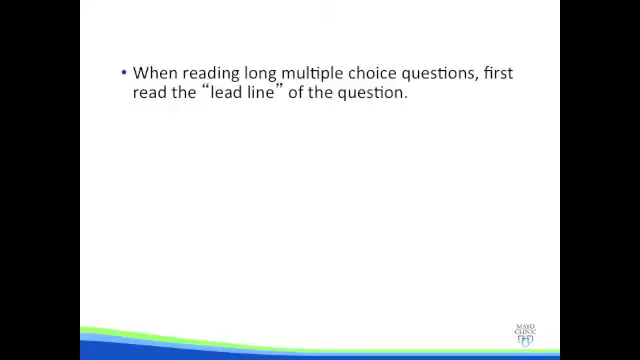 • When reading long multiple choice questions, first
read the “lead line” of the question.
MAYO
CLINIC